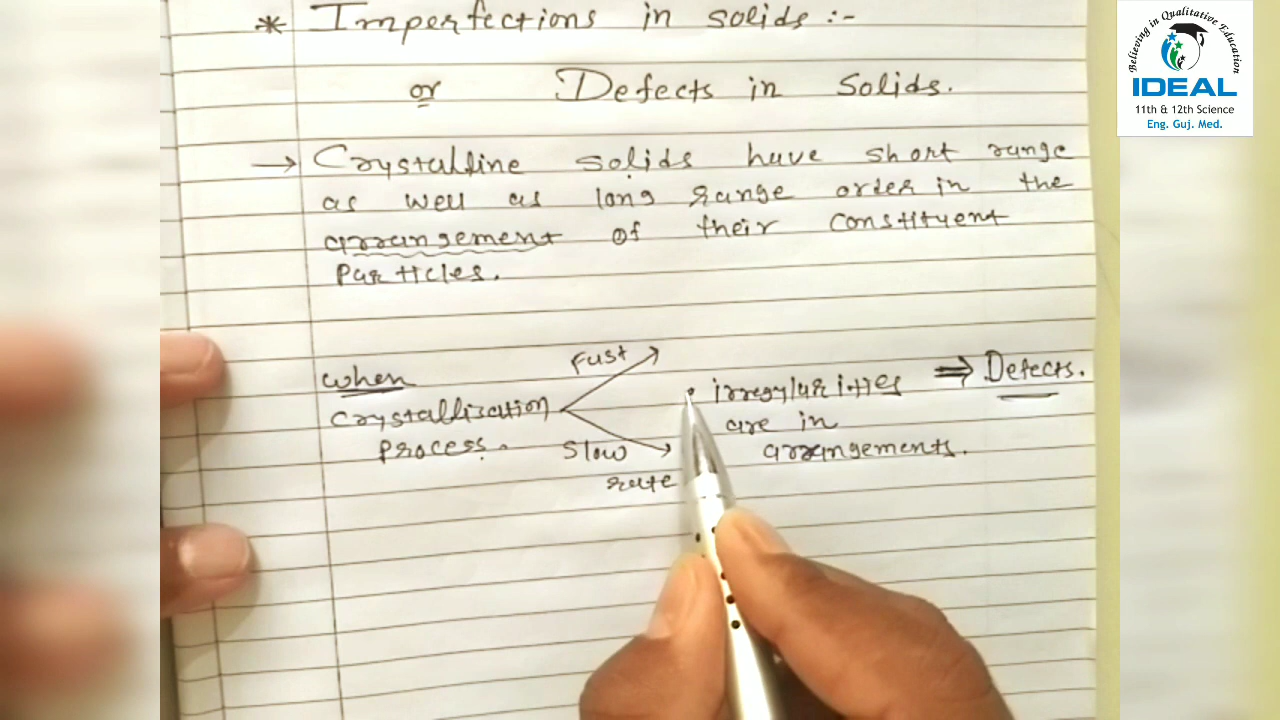 * Imperfections in solids :-
or Defects in Solids.
→ Crystalline solids have short range
as well as long range order in the
arrangement of their constituent
Particles.
when
Crystallization
Process.
Fast
Slow
rate
irregularities
are in
arrangements.
⇒ Defects.
Believing in Qualitative Education
IDEAL
11th & 12th Science
Eng. Guj. Med.